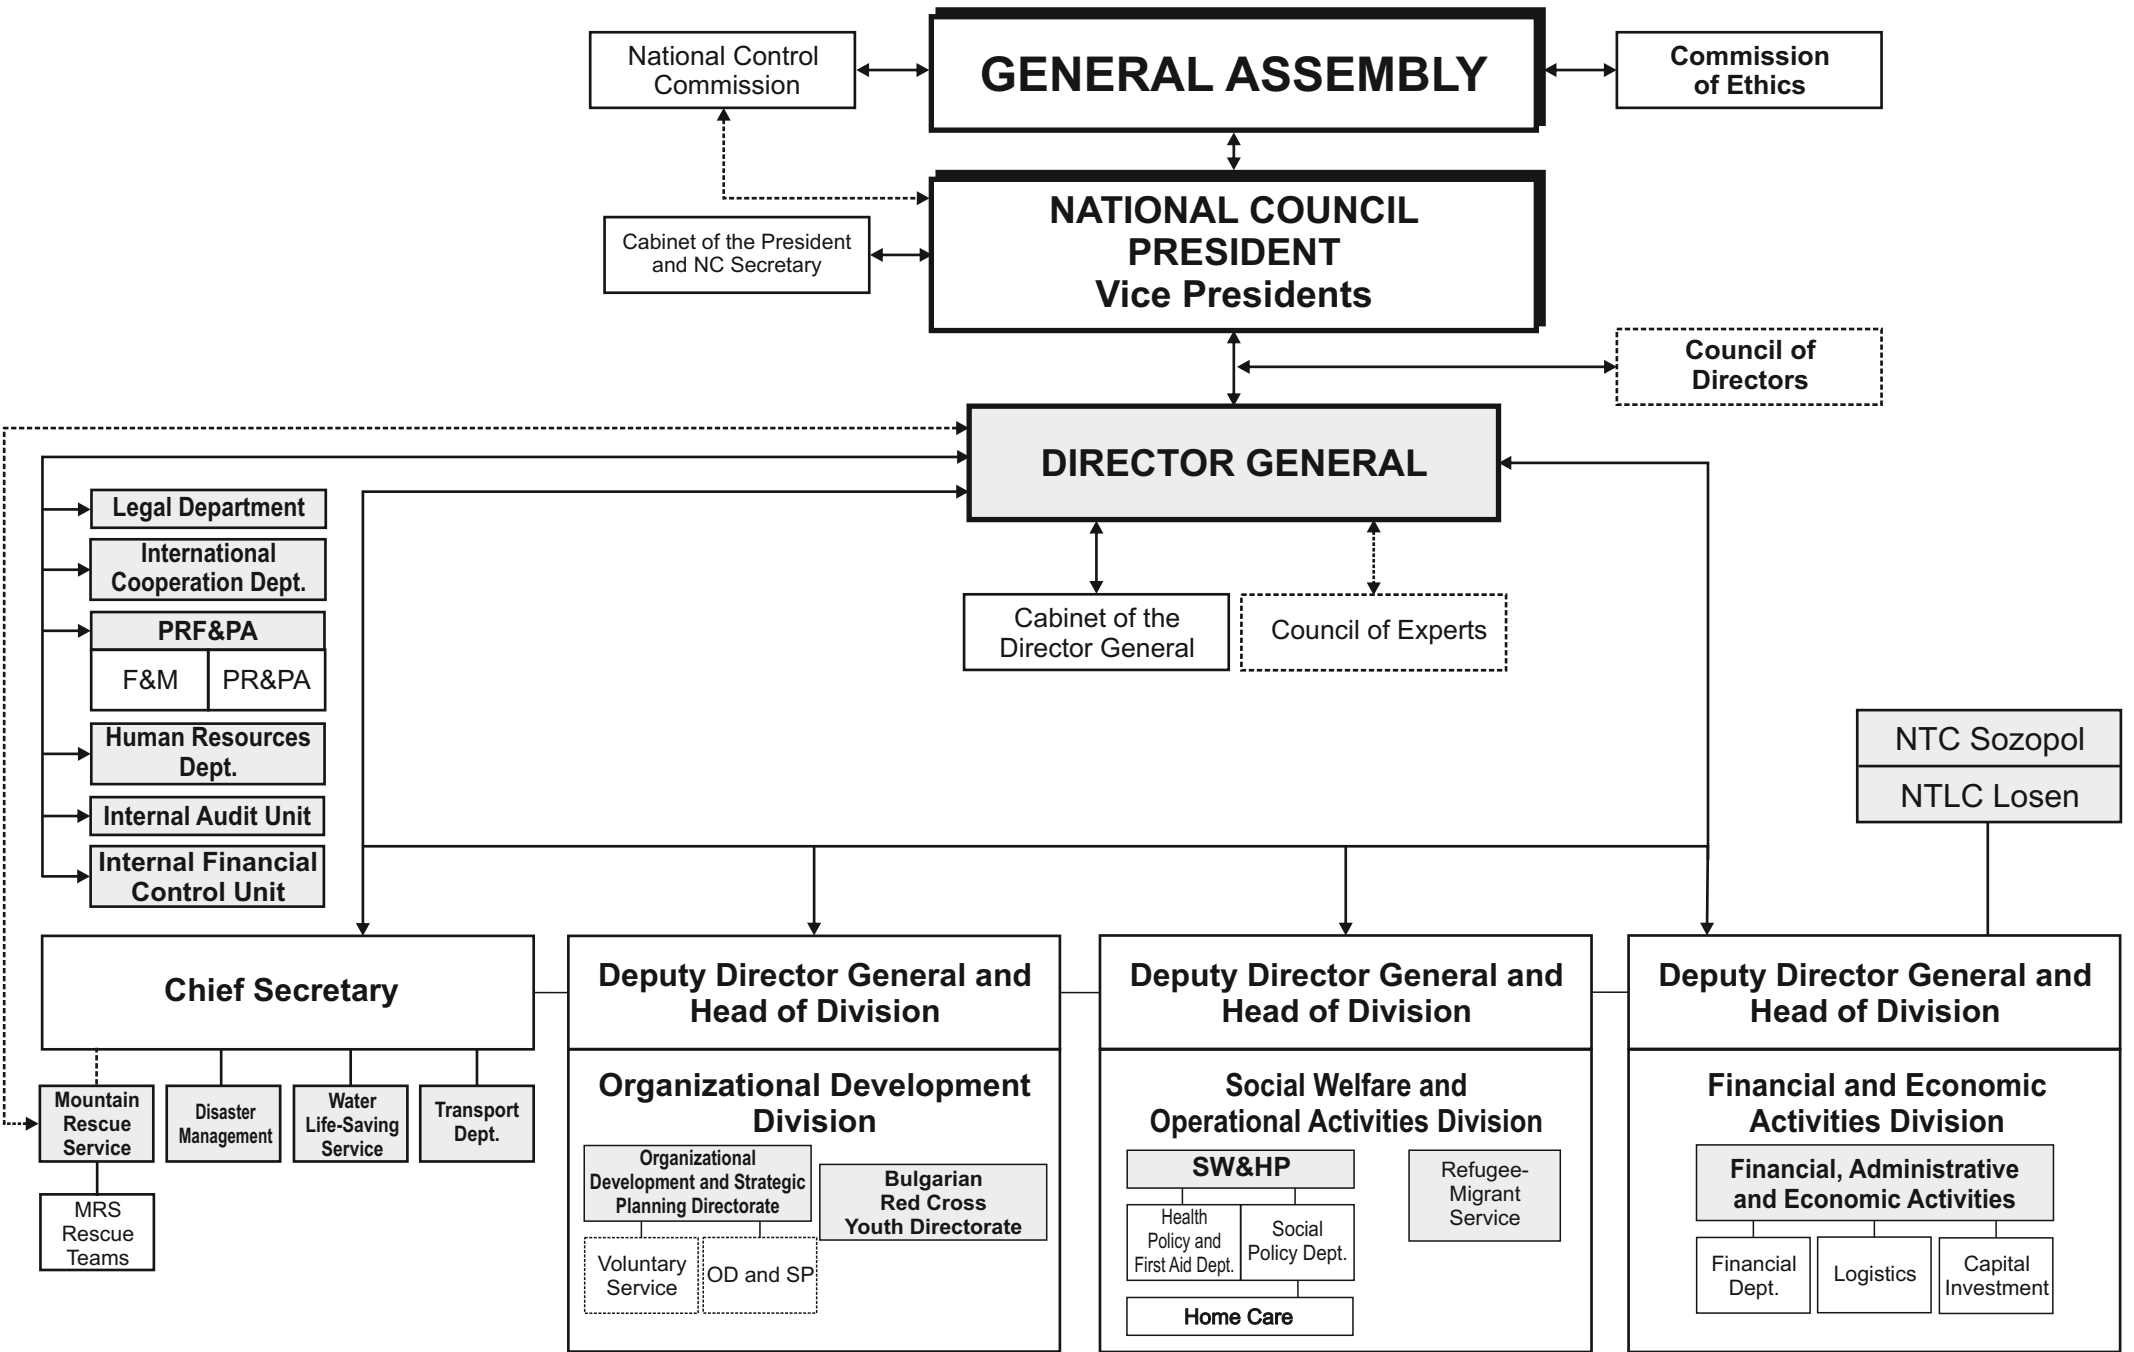 National Control
Commission
GENERAL ASSEMBLY
Commission
of Ethics
NATIONAL COUNCIL
PRESIDENT
Vice Presidents
Cabinet of the President
and NC Secretary
Council of
Directors
DIRECTOR GENERAL
Legal Department
International
Cooperation Dept.
PRF&PA
F&M
PR&PA
Human Resources
Dept.
Internal Audit Unit
Internal Financial
Control Unit
Cabinet of the
Director General
Council of Experts
NTC Sozopol
NTLC Losen
Chief Secretary
Mountain
Rescue
Service
Disaster
Management
Water
Life-Saving
Service
Transport
Dept.
MRS
Rescue
Teams
Deputy Director General and
Head of Division
Organizational Development
Division
Organizational
Development and Strategic
Planning Directorate
Bulgarian
Red Cross
Youth Directorate
Voluntary
Service
OD and SP
Deputy Director General and
Head of Division
Social Welfare and
Operational Activities Division
SW&HP
Refugee-
Migrant
Service
Health
Policy and
First Aid Dept.
Social
Policy Dept.
Home Care
Deputy Director General and
Head of Division
Financial and Economic
Activities Division
Financial, Administrative
and Economic Activities
Financial
Dept.
Logistics
Capital
Investment